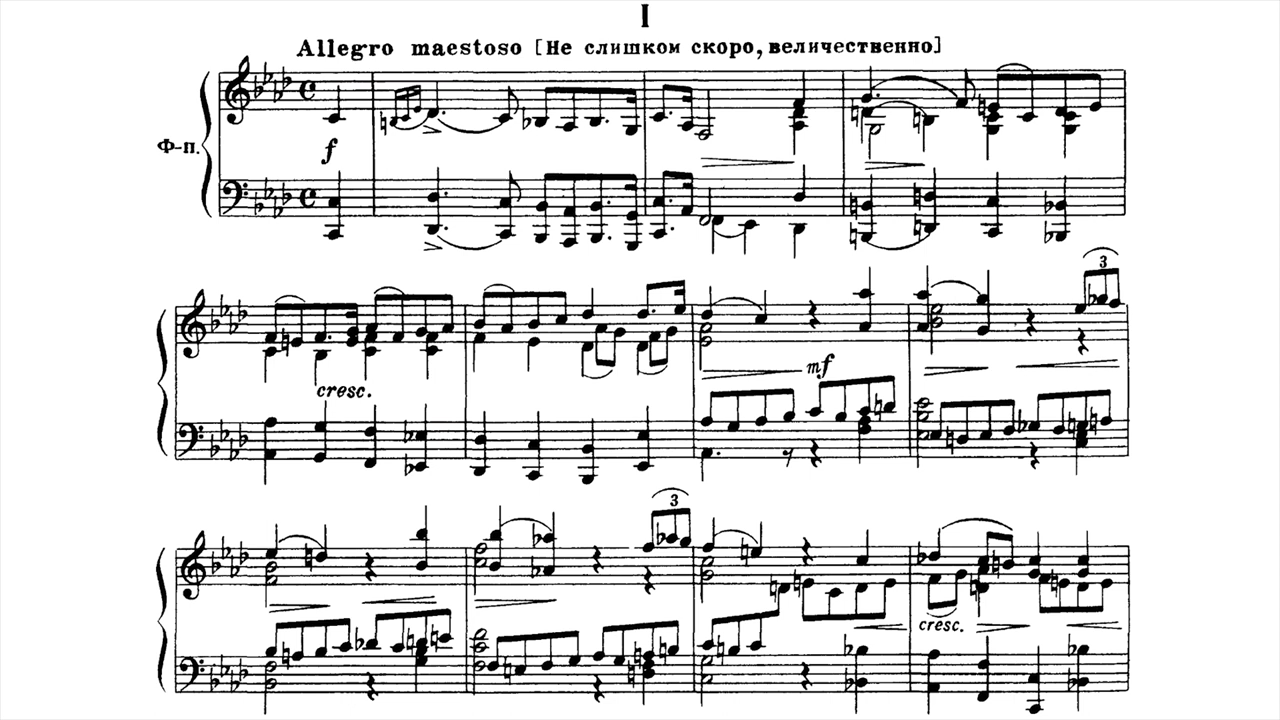 I
Allegro maestoso [Не слишком скоро, величественно]
Ф-п.
f
3
cresc.
mf
3
cresc.